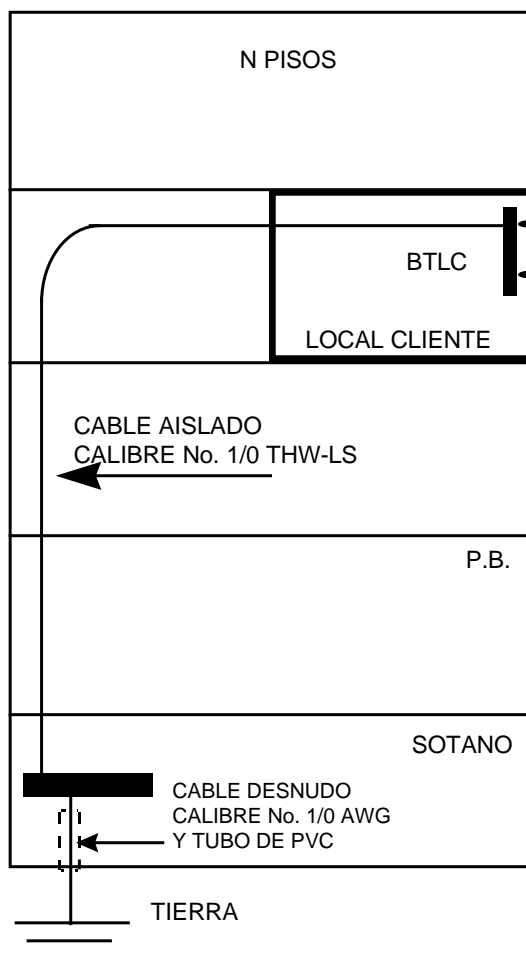 N PISOS
BTLC
LOCAL CLIENTE
CABLE AISLADO
CALIBRE No. 1/0 THW-LS
P.B.
SOTANO
CABLE DESNUDO
CALIBRE No. 1/0 AWG
Y TUBO DE PVC
TIERRA